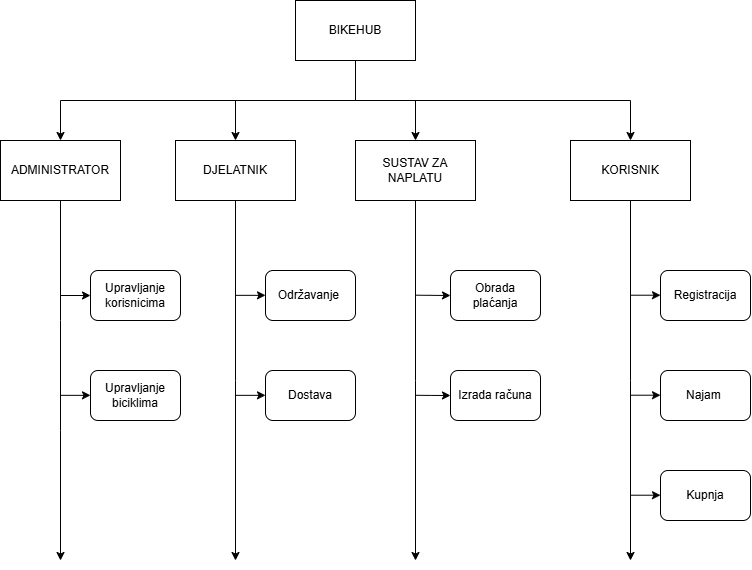 BIKEHUB
ADMINISTRATOR
DJELATNIK
SUSTAV ZA
NAPLATU
KORISNIK
Upravljanje
korisnicima
Održavanje
Obrada
plaćanja
Registracija
Upravljanje
biciklima
Dostava
Izrada računa
Najam
Kupnja